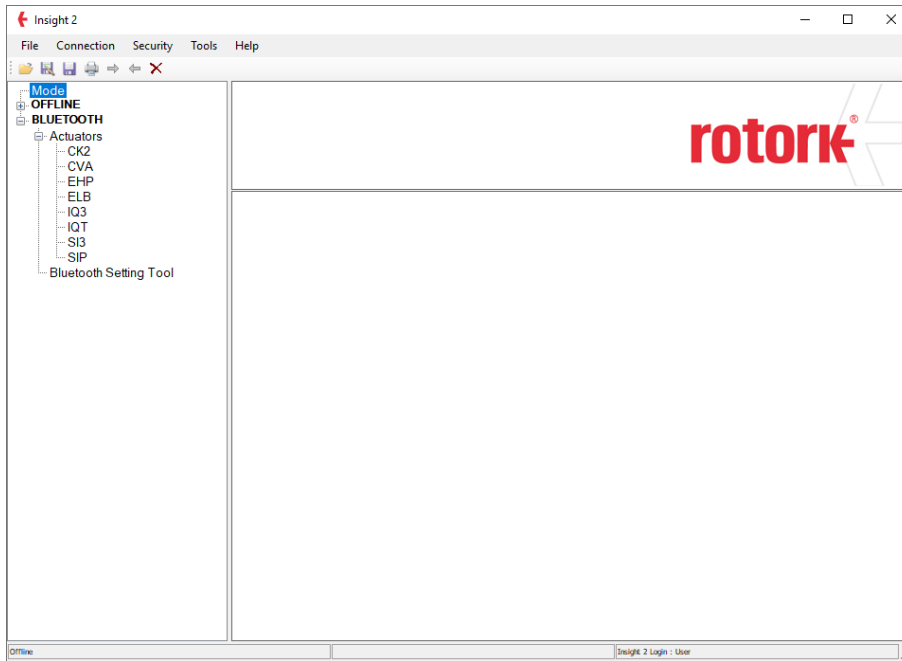 Insight 2
File Connection Security Tools Help
Mode
OFFLINE
BLUETOOTH
Actuators
CK2
CVA
EHP
ELB
IQ3
IQT
SI3
SIP
Bluetooth Setting Tool
rotork®
Offline
Insight 2 Login : User